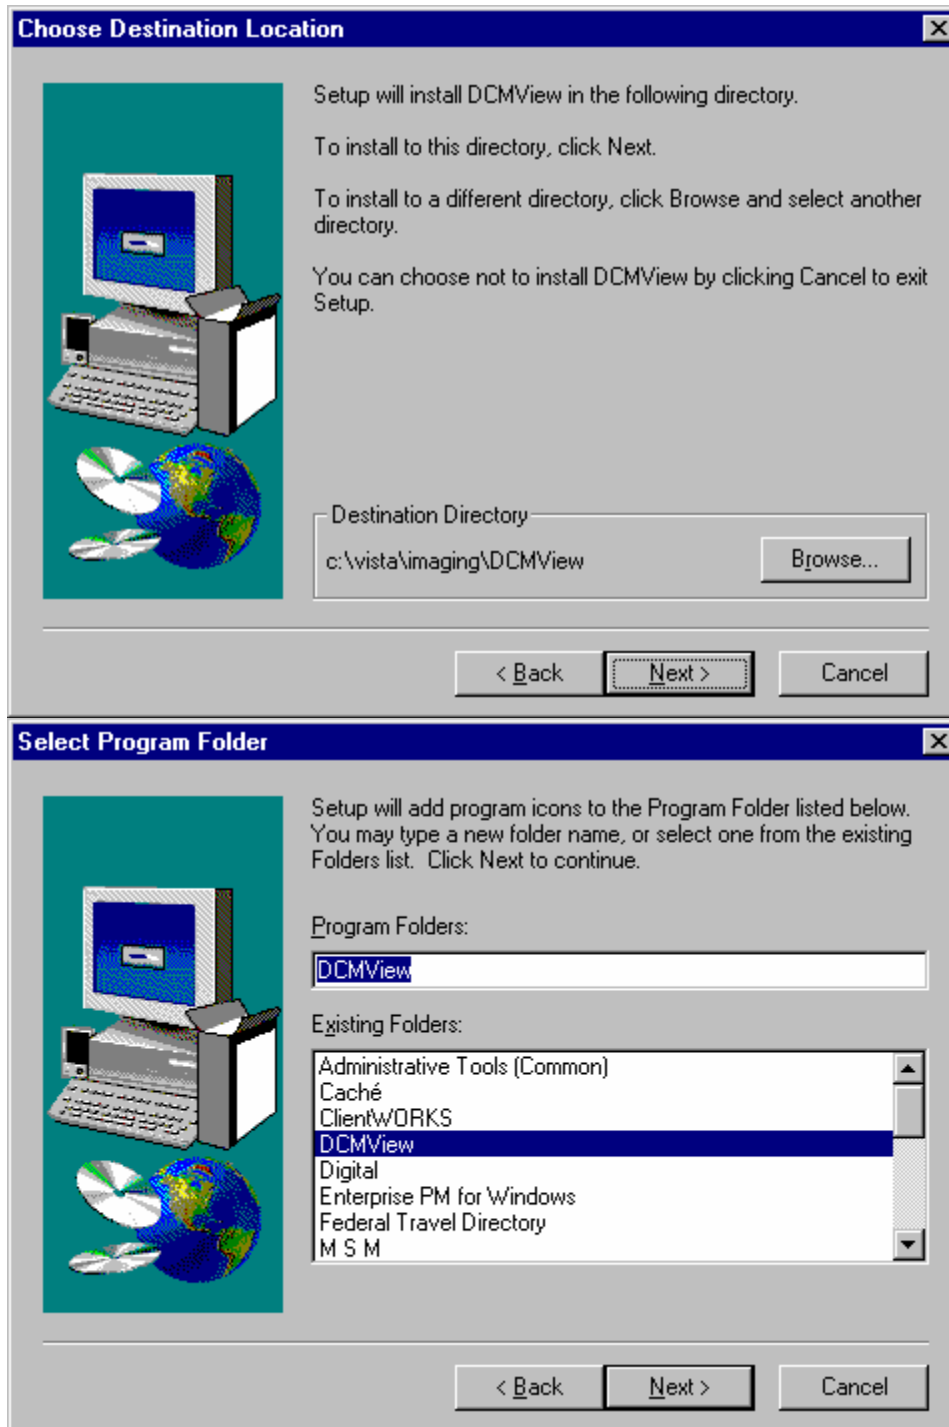 Choose Destination Location
Setup will install DCMView in the following directory.
To install to this directory, click Next.
To install to a different directory, click Browse and select another
directory.
You can choose not to install DCMView by clicking Cancel to exit
Setup.
Destination Directory
c:\vista\imaging\DCMView
Browse...
< Back
Next >
Cancel
Select Program Folder
Setup will add program icons to the Program Folder listed below.
You may type a new folder name, or select one from the existing
Folders list.  Click Next to continue.
Program Folders:
DCMView
Existing Folders:
Administrative Tools (Common)
Caché
ClientWORKS
DCMView
Digital
Enterprise PM for Windows
Federal Travel Directory
M S M
< Back
Next >
Cancel